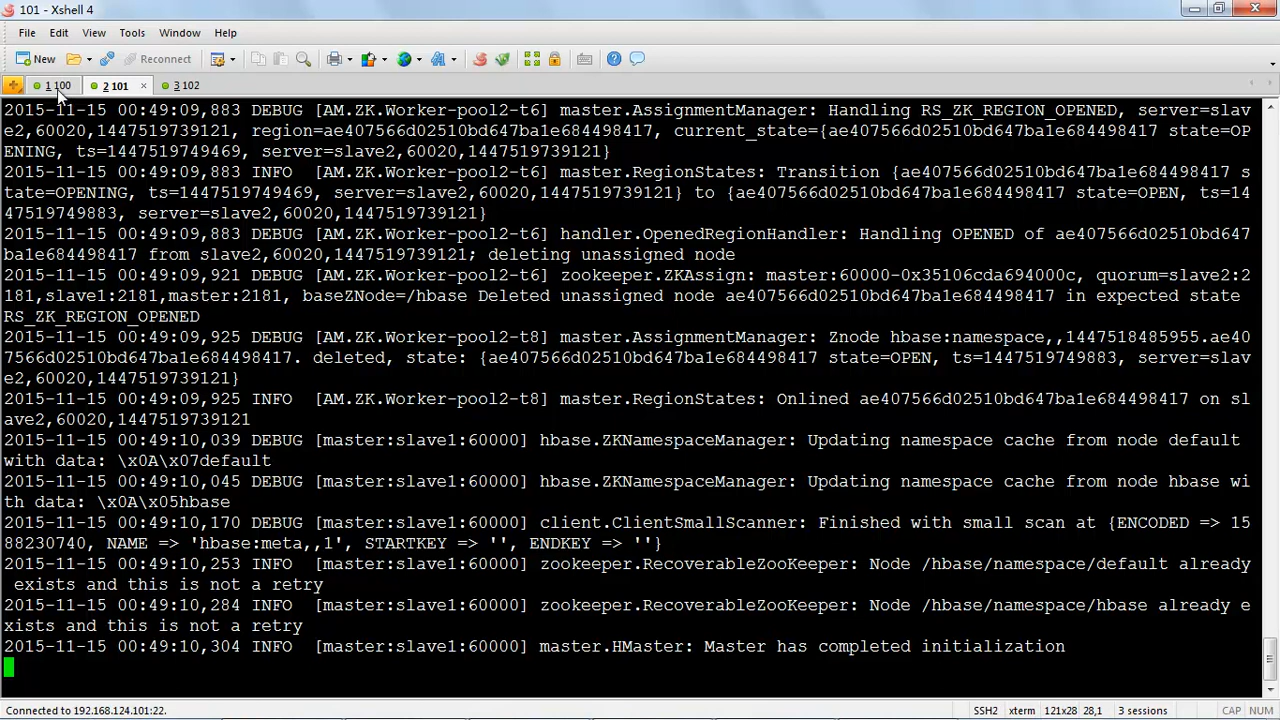 101 - Xshell 4
File Edit View Tools Window Help
New Reconnect
1 100 2 101 × 3 102
2015-11-15 00:49:09,883 DEBUG [AM.ZK.Worker-pool2-t6] master.AssignmentManager: Handling RS_ZK_REGION_OPENED, server=slav
e2,60020,1447519739121, region=ae407566d02510bd647ba1e684498417, current_state={ae407566d02510bd647ba1e684498417 state=OP
ENING, ts=1447519749469, server=slave2,60020,1447519739121}
2015-11-15 00:49:09,883 INFO  [AM.ZK.Worker-pool2-t6] master.RegionStates: Transition {ae407566d02510bd647ba1e684498417 s
tate=OPENING, ts=1447519749469, server=slave2,60020,1447519739121} to {ae407566d02510bd647ba1e684498417 state=OPEN, ts=14
47519749883, server=slave2,60020,1447519739121}
2015-11-15 00:49:09,883 DEBUG [AM.ZK.Worker-pool2-t6] handler.OpenedRegionHandler: Handling OPENED of ae407566d02510bd647
ba1e684498417 from slave2,60020,1447519739121; deleting unassigned node
2015-11-15 00:49:09,921 DEBUG [AM.ZK.Worker-pool2-t6] zookeeper.ZKAssign: master:60000-0x35106cda694000c, quorum=slave2:2
181,slave1:2181,master:2181, baseZNode=/hbase Deleted unassigned node ae407566d02510bd647ba1e684498417 in expected state
RS_ZK_REGION_OPENED
2015-11-15 00:49:09,925 DEBUG [AM.ZK.Worker-pool2-t8] master.AssignmentManager: Znode hbase:namespace,,1447518485955.ae40
7566d02510bd647ba1e684498417. deleted, state: {ae407566d02510bd647ba1e684498417 state=OPEN, ts=1447519749883, server=slav
e2,60020,1447519739121}
2015-11-15 00:49:09,925 INFO  [AM.ZK.Worker-pool2-t8] master.RegionStates: Onlined ae407566d02510bd647ba1e684498417 on sl
ave2,60020,1447519739121
2015-11-15 00:49:10,039 DEBUG [master:slave1:60000] hbase.ZKNamespaceManager: Updating namespace cache from node default
with data: \x0A\x07default
2015-11-15 00:49:10,045 DEBUG [master:slave1:60000] hbase.ZKNamespaceManager: Updating namespace cache from node hbase wi
th data: \x0A\x05hbase
2015-11-15 00:49:10,170 DEBUG [master:slave1:60000] client.ClientSmallScanner: Finished with small scan at {ENCODED => 15
88230740, NAME => 'hbase:meta,,1', STARTKEY => '', ENDKEY => ''}
2015-11-15 00:49:10,253 INFO  [master:slave1:60000] zookeeper.RecoverableZooKeeper: Node /hbase/namespace/default already
 exists and this is not a retry
2015-11-15 00:49:10,284 INFO  [master:slave1:60000] zookeeper.RecoverableZooKeeper: Node /hbase/namespace/hbase already e
xists and this is not a retry
2015-11-15 00:49:10,304 INFO  [master:slave1:60000] master.HMaster: Master has completed initialization
Connected to 192.168.124.101:22. SSH2 xterm 121x28 28,1 3 sessions CAP NUM